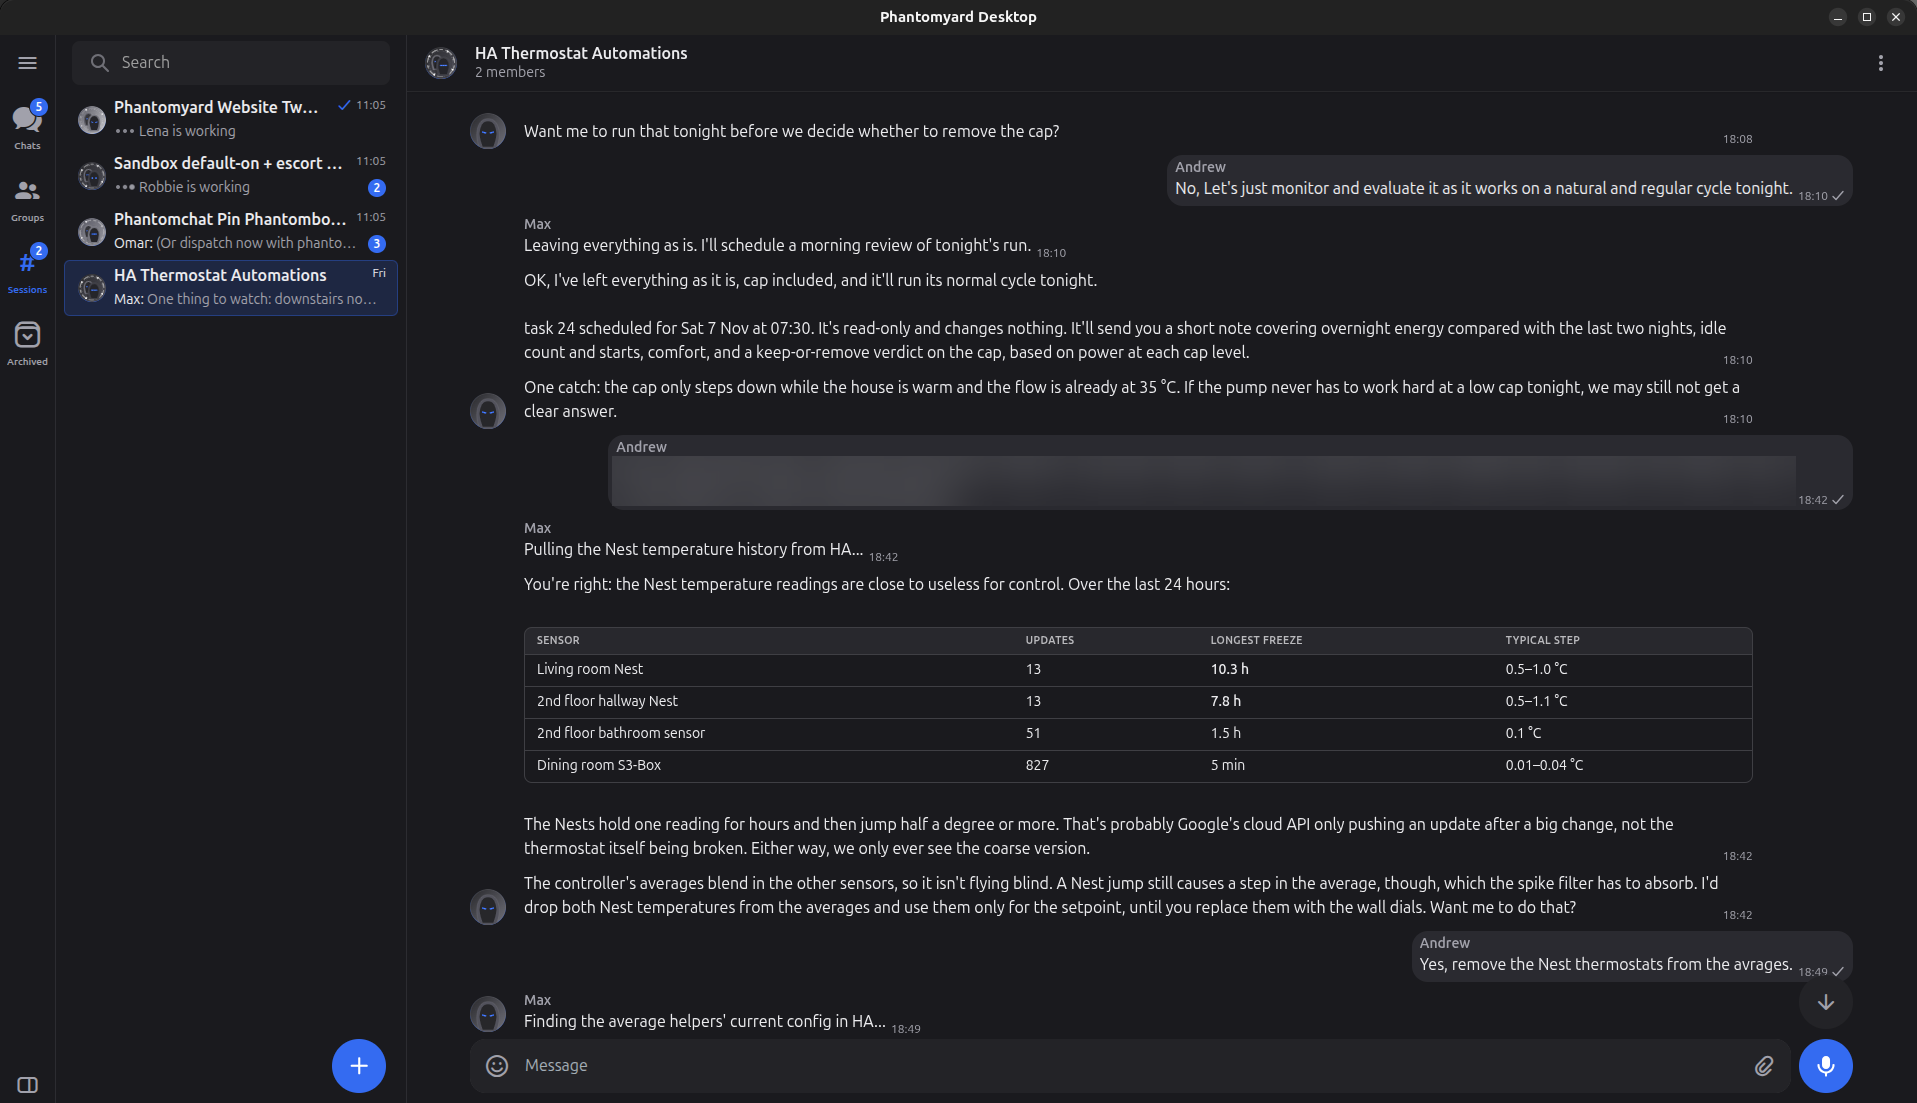 Phantomyard Desktop
Search
5
Chats
Groups
2
Sessions
Archived
Phantomyard Website Tw... 11:05
Lena is working
Sandbox default-on + escort ... 11:05
Robbie is working 2
Phantomchat Pin Phantombo... 11:05
Omar: (Or dispatch now with phanto... 3
HA Thermostat Automations Fri
Max: One thing to watch: downstairs no...
HA Thermostat Automations
2 members
Want me to run that tonight before we decide whether to remove the cap?
18:08
Andrew
No, Let's just monitor and evaluate it as it works on a natural and regular cycle tonight. 18:10
Max
Leaving everything as is. I'll schedule a morning review of tonight's run. 18:10
OK, I've left everything as it is, cap included, and it'll run its normal cycle tonight.
task 24 scheduled for Sat 7 Nov at 07:30. It's read-only and changes nothing. It'll send you a short note covering overnight energy compared with the last two nights, idle
count and starts, comfort, and a keep-or-remove verdict on the cap, based on power at each cap level.
18:10
One catch: the cap only steps down while the house is warm and the flow is already at 35 °C. If the pump never has to work hard at a low cap tonight, we may still not get a
clear answer.
18:10
Andrew
18:42
Max
Pulling the Nest temperature history from HA... 18:42
You're right: the Nest temperature readings are close to useless for control. Over the last 24 hours:
SENSOR UPDATES LONGEST FREEZE TYPICAL STEP
Living room Nest 13 10.3 h 0.5–1.0 °C
2nd floor hallway Nest 13 7.8 h 0.5–1.1 °C
2nd floor bathroom sensor 51 1.5 h 0.1 °C
Dining room S3-Box 827 5 min 0.01–0.04 °C
The Nests hold one reading for hours and then jump half a degree or more. That's probably Google's cloud API only pushing an update after a big change, not the
thermostat itself being broken. Either way, we only ever see the coarse version.
18:42
The controller's averages blend in the other sensors, so it isn't flying blind. A Nest jump still causes a step in the average, though, which the spike filter has to absorb. I'd
drop both Nest temperatures from the averages and use them only for the setpoint, until you replace them with the wall dials. Want me to do that?
18:42
Andrew
Yes, remove the Nest thermostats from the avrages. 18:49
Max
Finding the average helpers' current config in HA... 18:49
Message